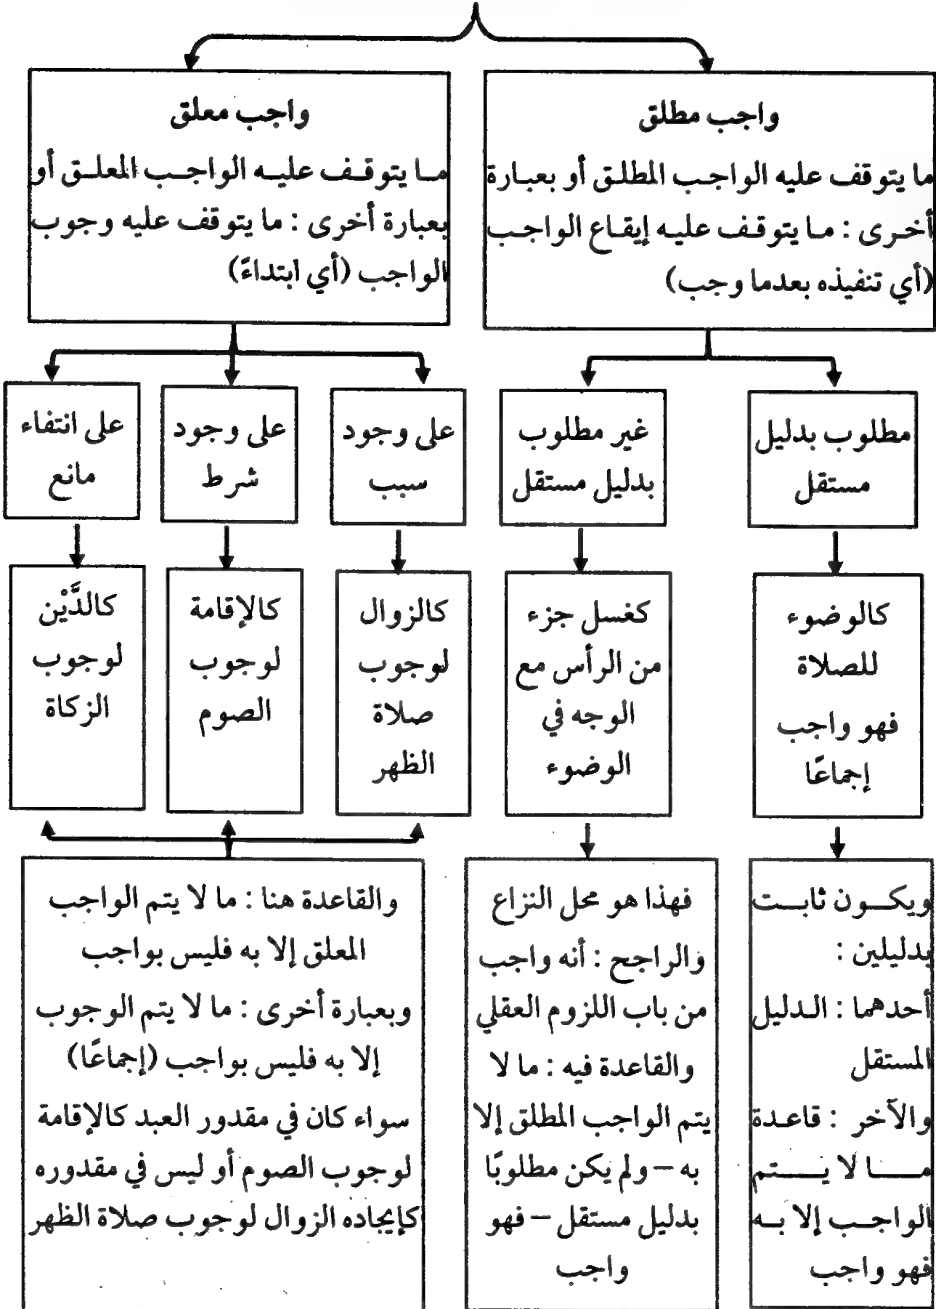 واجب مطلق
ما يتوقف عليه الواجب المطلق أو بعبارة
أخرى : ما يتوقف عليه إيقاع الواجب
(أي تنفيذه بعدما وجب)
واجب معلق
ما يتوقف عليه الواجب المعلق أو
بعبارة أخرى : ما يتوقف عليه وجوب
الواجب (أي ابتداءً)
مطلوب بدليل
مستقل
غير مطلوب
بدليل مستقل
على وجود
سبب
على وجود
شرط
على انتفاء
مانع
كالوضوء
للصلاة
فهو واجب
إجماعًا
كغسل جزء
من الرأس مع
الوجه في
الوضوء
كالزوال
لوجوب
صلاة
الظهر
كالإقامة
لوجوب
الصوم
كالدَّيْن
لوجوب
الزكاة
ويكون ثابت
بدليلين :
أحدهما : الدليل
المستقل
والآخر : قاعدة
ما لا يتم
الواجب إلا به
فهو واجب
فهذا هو محل النزاع
والراجح : أنه واجب
من باب اللزوم العقلي
والقاعدة فيه : ما لا
يتم الواجب المطلق إلا
به – ولم يكن مطلوبًا
بدليل مستقل – فهو
واجب
والقاعدة هنا : ما لا يتم الواجب
المعلق إلا به فليس بواجب
وبعبارة أخرى : ما لا يتم الوجوب
إلا به فليس بواجب (إجماعًا)
سواء كان في مقدور العبد كالإقامة
لوجوب الصوم أو ليس في مقدوره
كإيجاده الزوال لوجوب صلاة الظهر